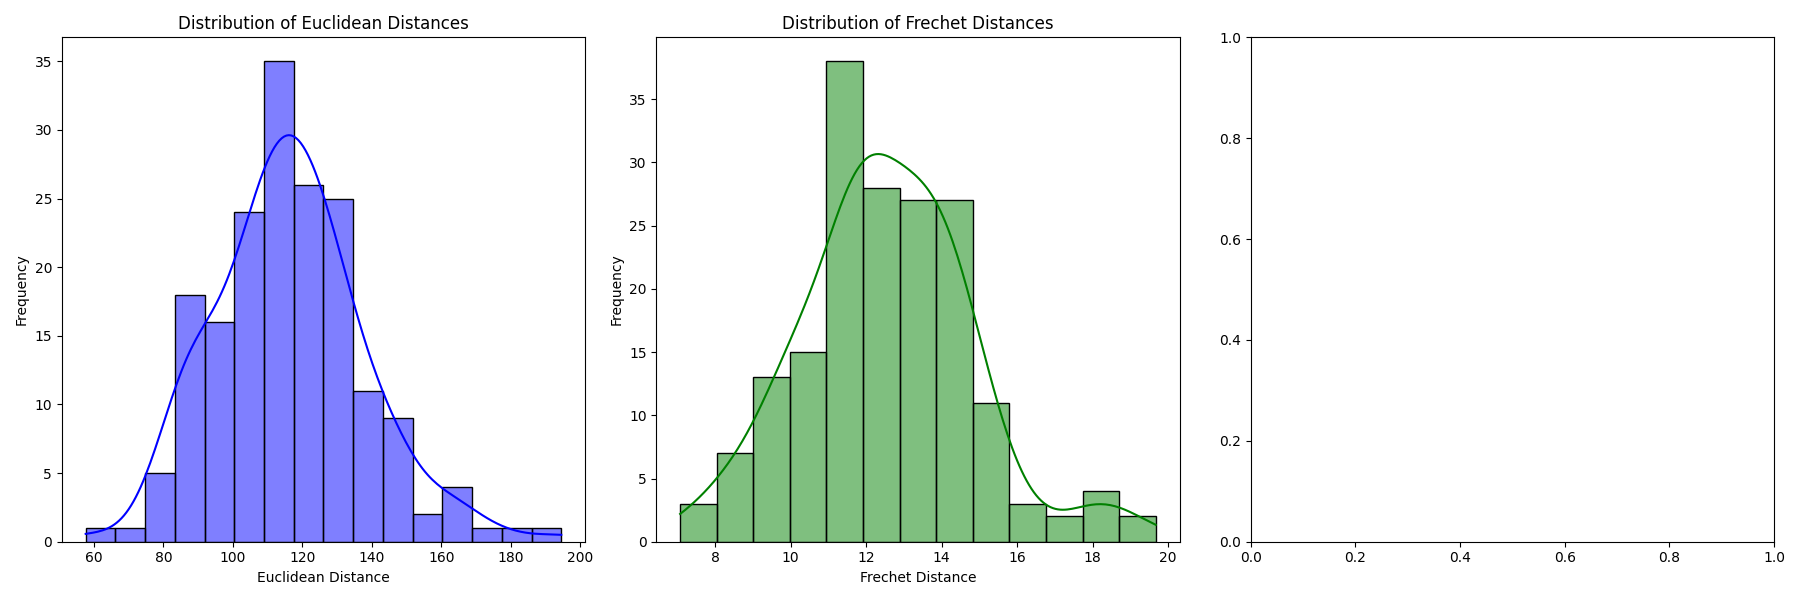 Distribution of Euclidean Distances
Frequency
0
5
10
15
20
25
30
35
60 80 100 120 140 160 180 200
Euclidean Distance
Distribution of Frechet Distances
Frequency
0
5
10
15
20
25
30
35
8 10 12 14 16 18 20
Frechet Distance
1.0
0.8
0.6
0.4
0.2
0.0
0.0 0.2 0.4 0.6 0.8 1.0